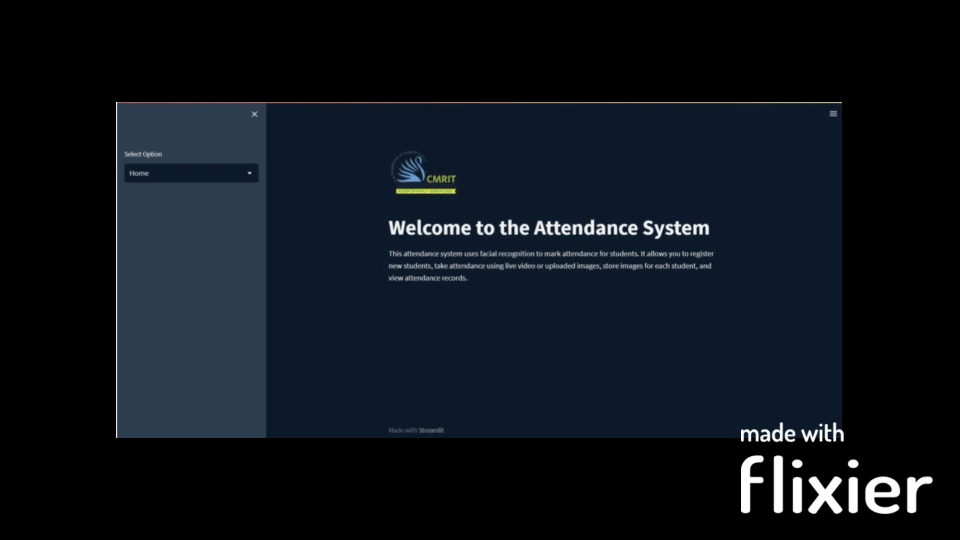 Select Option
Home
CMRIT
Welcome to the Attendance System
This attendance system uses facial recognition to mark attendance for students. It allows you to register
new students, take attendance using live video or uploaded images, store images for each student, and
view attendance records.
Made with Streamlit
made with
flixier